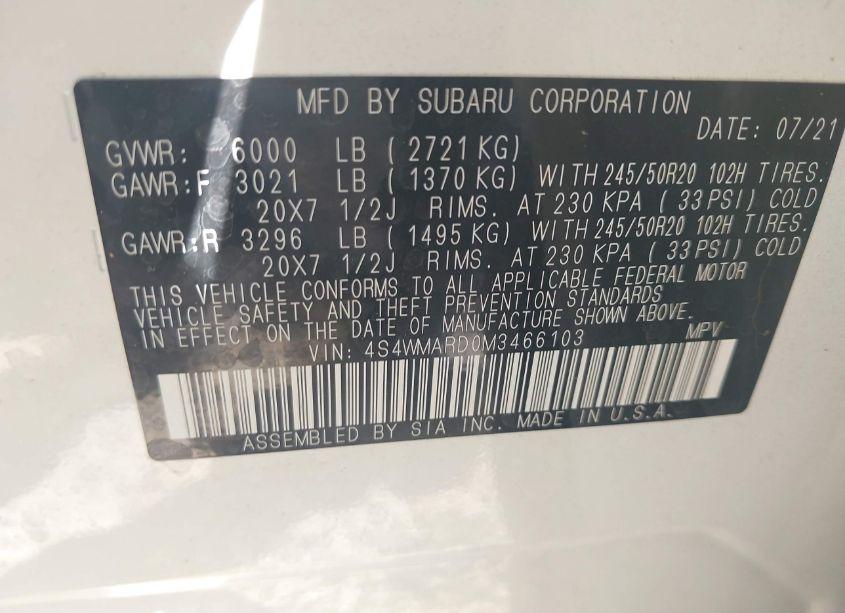 MFD BY SUBARU CORPORATION
DATE: 07/21
GVWR: 6000 LB ( 2721 KG)
GAWR:F 3021 LB ( 1370 KG) WITH 245/50R20 102H TIRES.
20X7 1/2J RIMS. AT 230 KPA ( 33 PSI) COLD
GAWR:R 3296 LB ( 1495 KG) WITH 245/50R20 102H TIRES.
20X7 1/2J RIMS. AT 230 KPA ( 33 PSI) COLD
THIS VEHICLE CONFORMS TO ALL APPLICABLE FEDERAL MOTOR
VEHICLE SAFETY AND THEFT PREVENTION STANDARDS
IN EFFECT ON THE DATE OF MANUFACTURE SHOWN ABOVE.
VIN: 4S4WMARD0M3466103 MPV
ASSEMBLED BY SIA INC. MADE IN U.S.A.